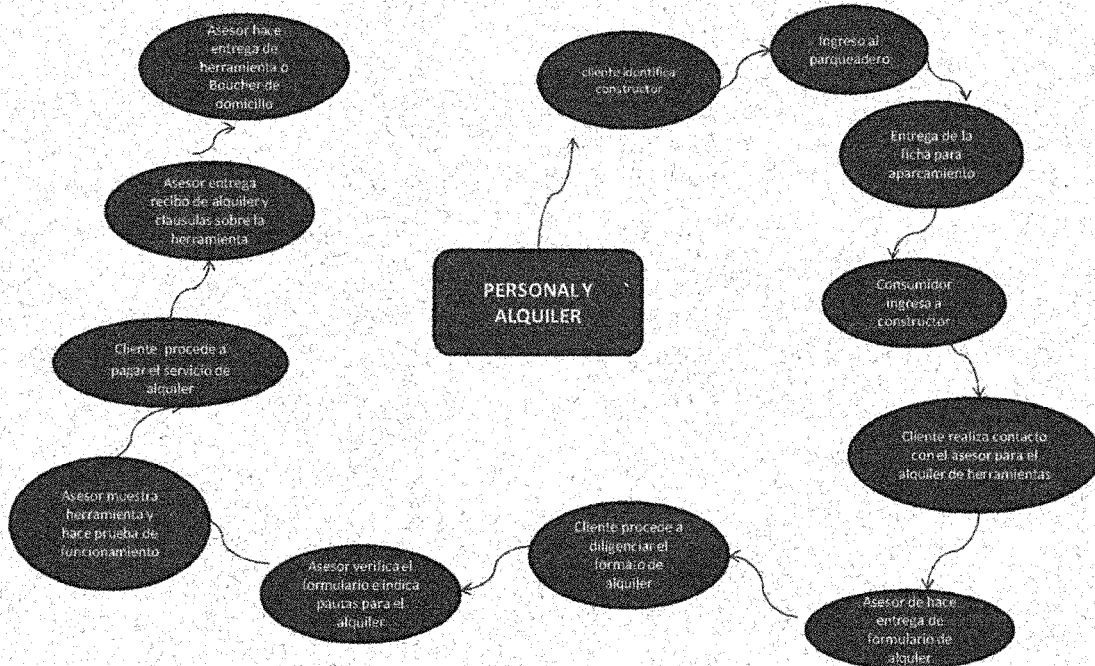 PERSONAL Y
ALQUILER
cliente identifica
constructor
Ingreso al
parqueadero
Entrega de la
ficha para
aparcamiento
Consumidor
ingresa a
constructor
Cliente realiza contacto
con el asesor para el
alquiler de herramientas
Asesor de hace
entrega de
formulario de
alquiler
Cliente procede a
diligenciar el
formato de
alquiler
Asesor verifica el
formulario e indica
pautas para el
alquiler
Asesor muestra
herramienta y
hace prueba de
funcionamiento
Cliente procede a
pagar el servicio de
alquiler
Asesor entrega
recibo de alquiler y
clausulas sobre la
herramienta
Asesor hace
entrega de
herramienta o
Boucher de
domicilio